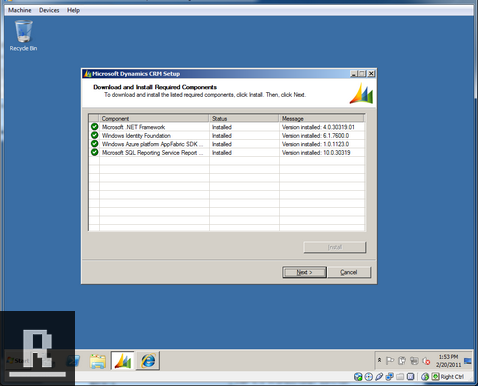 Machine Devices Help
Recycle Bin
Microsoft Dynamics CRM Setup
Download and Install Required Components
To download and install the listed required components, click Install. Then, click Next.
Component Status Message
Microsoft .NET Framework Installed Version installed: 4.0.30319.01
Windows Identity Foundation Installed Version installed: 6.1.7600.0
Windows Azure platform AppFabric SDK ... Installed Version installed: 1.0.1123.0
Microsoft SQL Reporting Service Report ... Installed Version installed: 10.0.30319
Install
Next > Cancel
R
Start
1:53 PM
2/20/2011
Right Ctrl